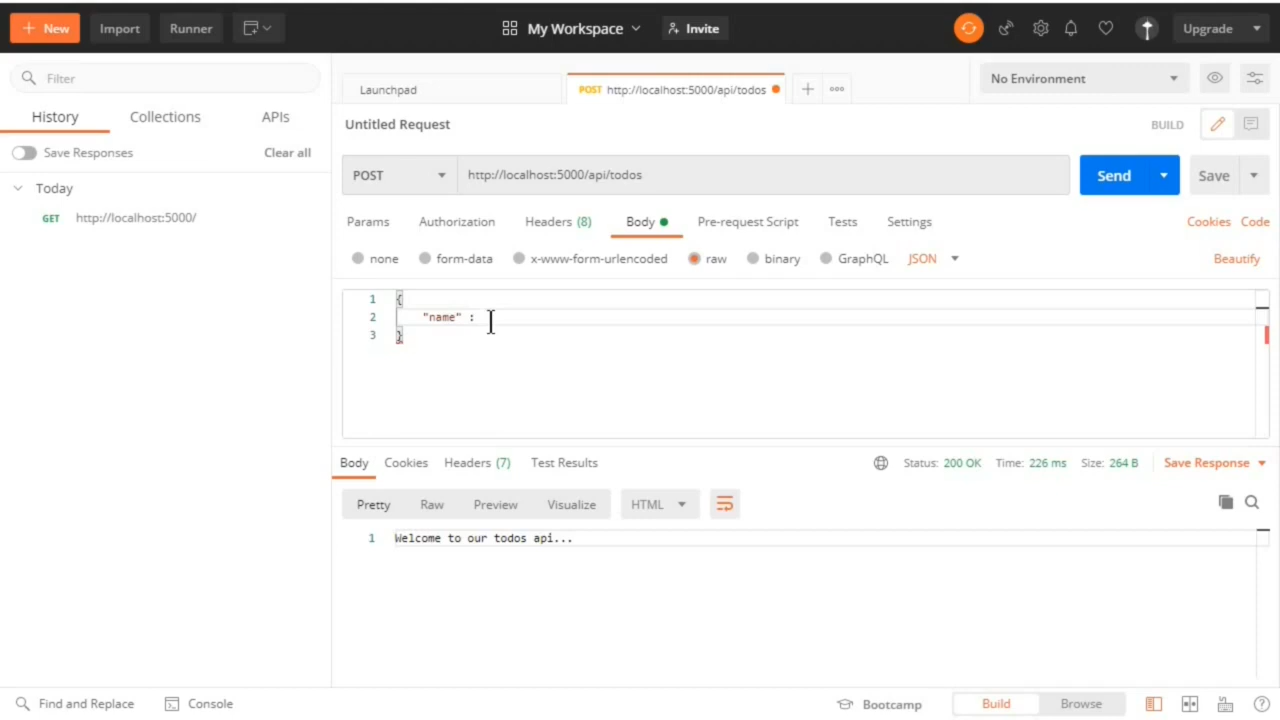 New
Import
Runner
My Workspace
Invite
Upgrade
Filter
History
Collections
APIs
Save Responses
Clear all
Today
GET http://localhost:5000/
Launchpad
POST http://localhost:5000/api/todos
No Environment
Untitled Request
BUILD
POST
http://localhost:5000/api/todos
Send
Save
Params
Authorization
Headers (8)
Body
Pre-request Script
Tests
Settings
Cookies
Code
none
form-data
x-www-form-urlencoded
raw
binary
GraphQL
JSON
Beautify
1 {
2 "name" :
3 }
Body
Cookies
Headers (7)
Test Results
Status: 200 OK
Time: 226 ms
Size: 264 B
Save Response
Pretty
Raw
Preview
Visualize
HTML
1 Welcome to our todos api...
Find and Replace
Console
Bootcamp
Build
Browse